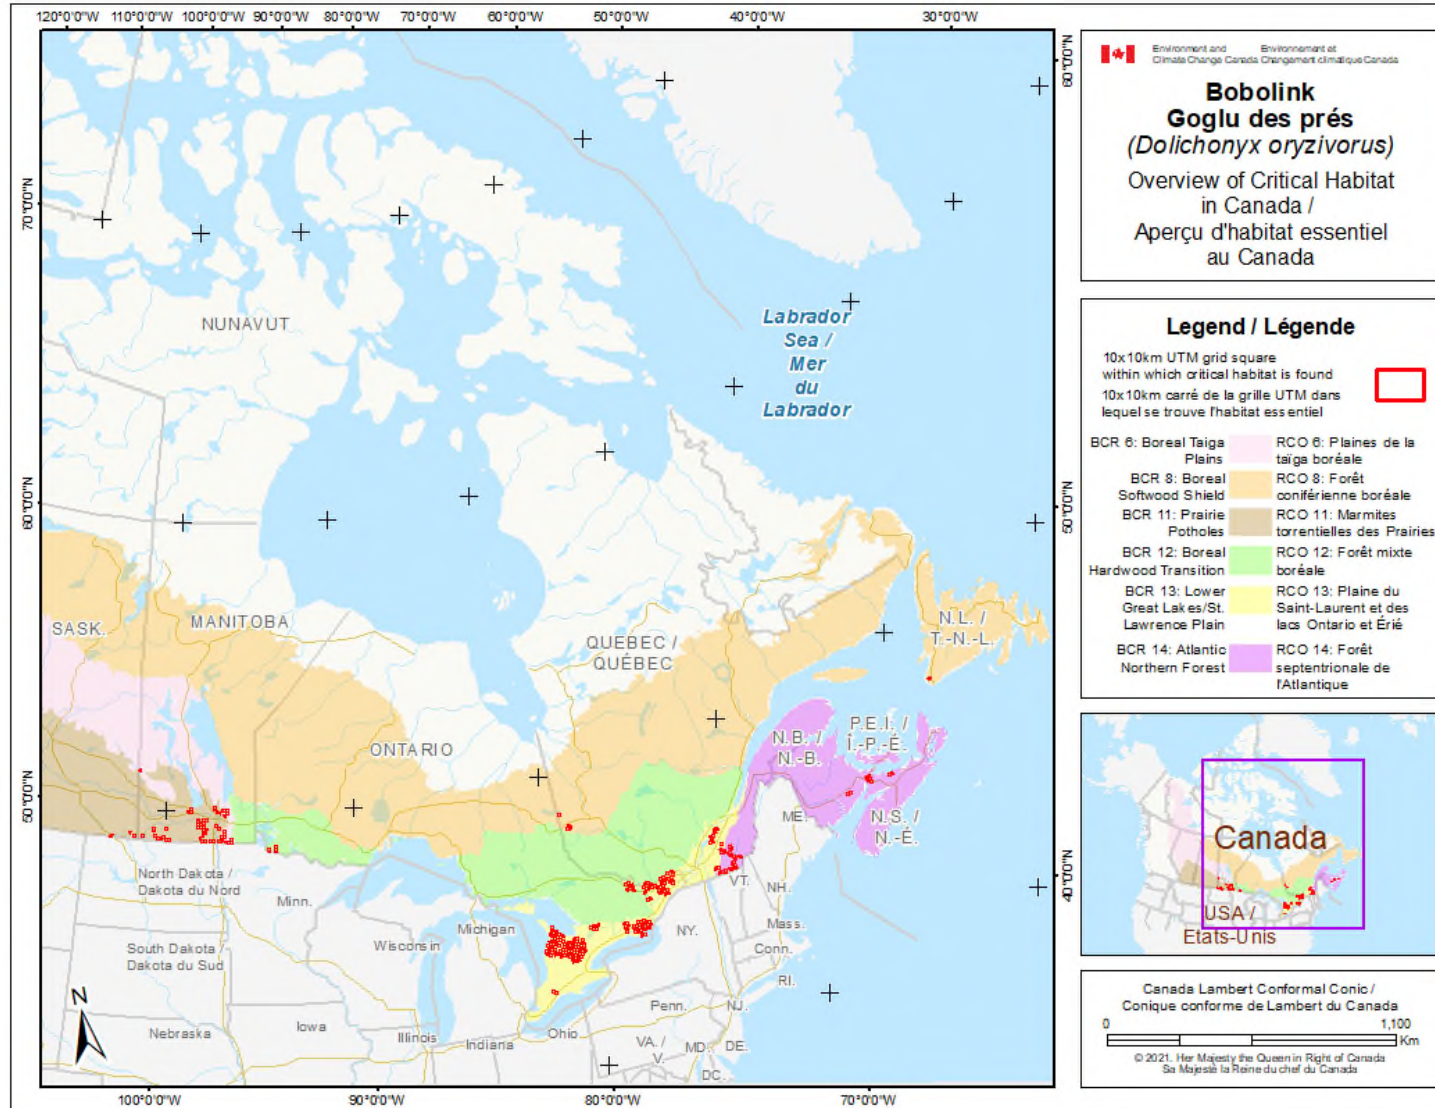 120°0'0"W
110°0'0"W
100°0'0"W
90°0'0"W
80°0'0"W
70°0'0"W
60°0'0"W
50°0'0"W
40°0'0"W
30°0'0"W
70°0'0"N
60°0'0"N
50°0'0"N
60°0'0"N
50°0'0"N
40°0'0"N
NUNAVUT
Labrador
Sea /
Mer
du
Labrador
SASK.
MANITOBA
ONTARIO
QUEBEC /
QUÉBEC
N.L. /
T.-N.-L.
P.E.I. /
Î.-P.-É.
N.B. /
N.-B.
N.S. /
N.-É.
ME.
VT.
NH.
Mass.
Conn.
RI.
NY.
NJ.
Penn.
MD.
DE.
DC.
VA. /
V.
Ohio
Indiana
Illinois
Iowa
Nebraska
Michigan
Wisconsin
Minn.
North Dakota /
Dakota du Nord
South Dakota /
Dakota du Sud
N
100°0'0"W
90°0'0"W
80°0'0"W
70°0'0"W
Environment and
Climate Change Canada
Environnement et
Changement climatique Canada
Bobolink
Goglu des prés
(Dolichonyx oryzivorus)
Overview of Critical Habitat
in Canada /
Aperçu d'habitat essentiel
au Canada
Legend / Légende
10x10km UTM grid square
within which critical habitat is found
10x10km carré de la grille UTM dans
lequel se trouve l'habitat essentiel
BCR 6: Boreal Taiga
Plains
RCO 6: Plaines de la
taïga boréale
BCR 8: Boreal
Softwood Shield
RCO 8: Forêt
coniférienne boréale
BCR 11: Prairie
Potholes
RCO 11: Marmites
torrentielles des Prairies
BCR 12: Boreal
Hardwood Transition
RCO 12: Forêt mixte
boréale
BCR 13: Lower
Great Lakes/St.
Lawrence Plain
RCO 13: Plaine du
Saint-Laurent et des
lacs Ontario et Érié
BCR 14: Atlantic
Northern Forest
RCO 14: Forêt
septentrionale de
l'Atlantique
Canada
USA /
Etats-Unis
Canada Lambert Conformal Conic /
Conique conforme de Lambert du Canada
0
1,100
Km
© 2021. Her Majesty the Queen in Right of Canada
Sa Majesté la Reine du chef du Canada